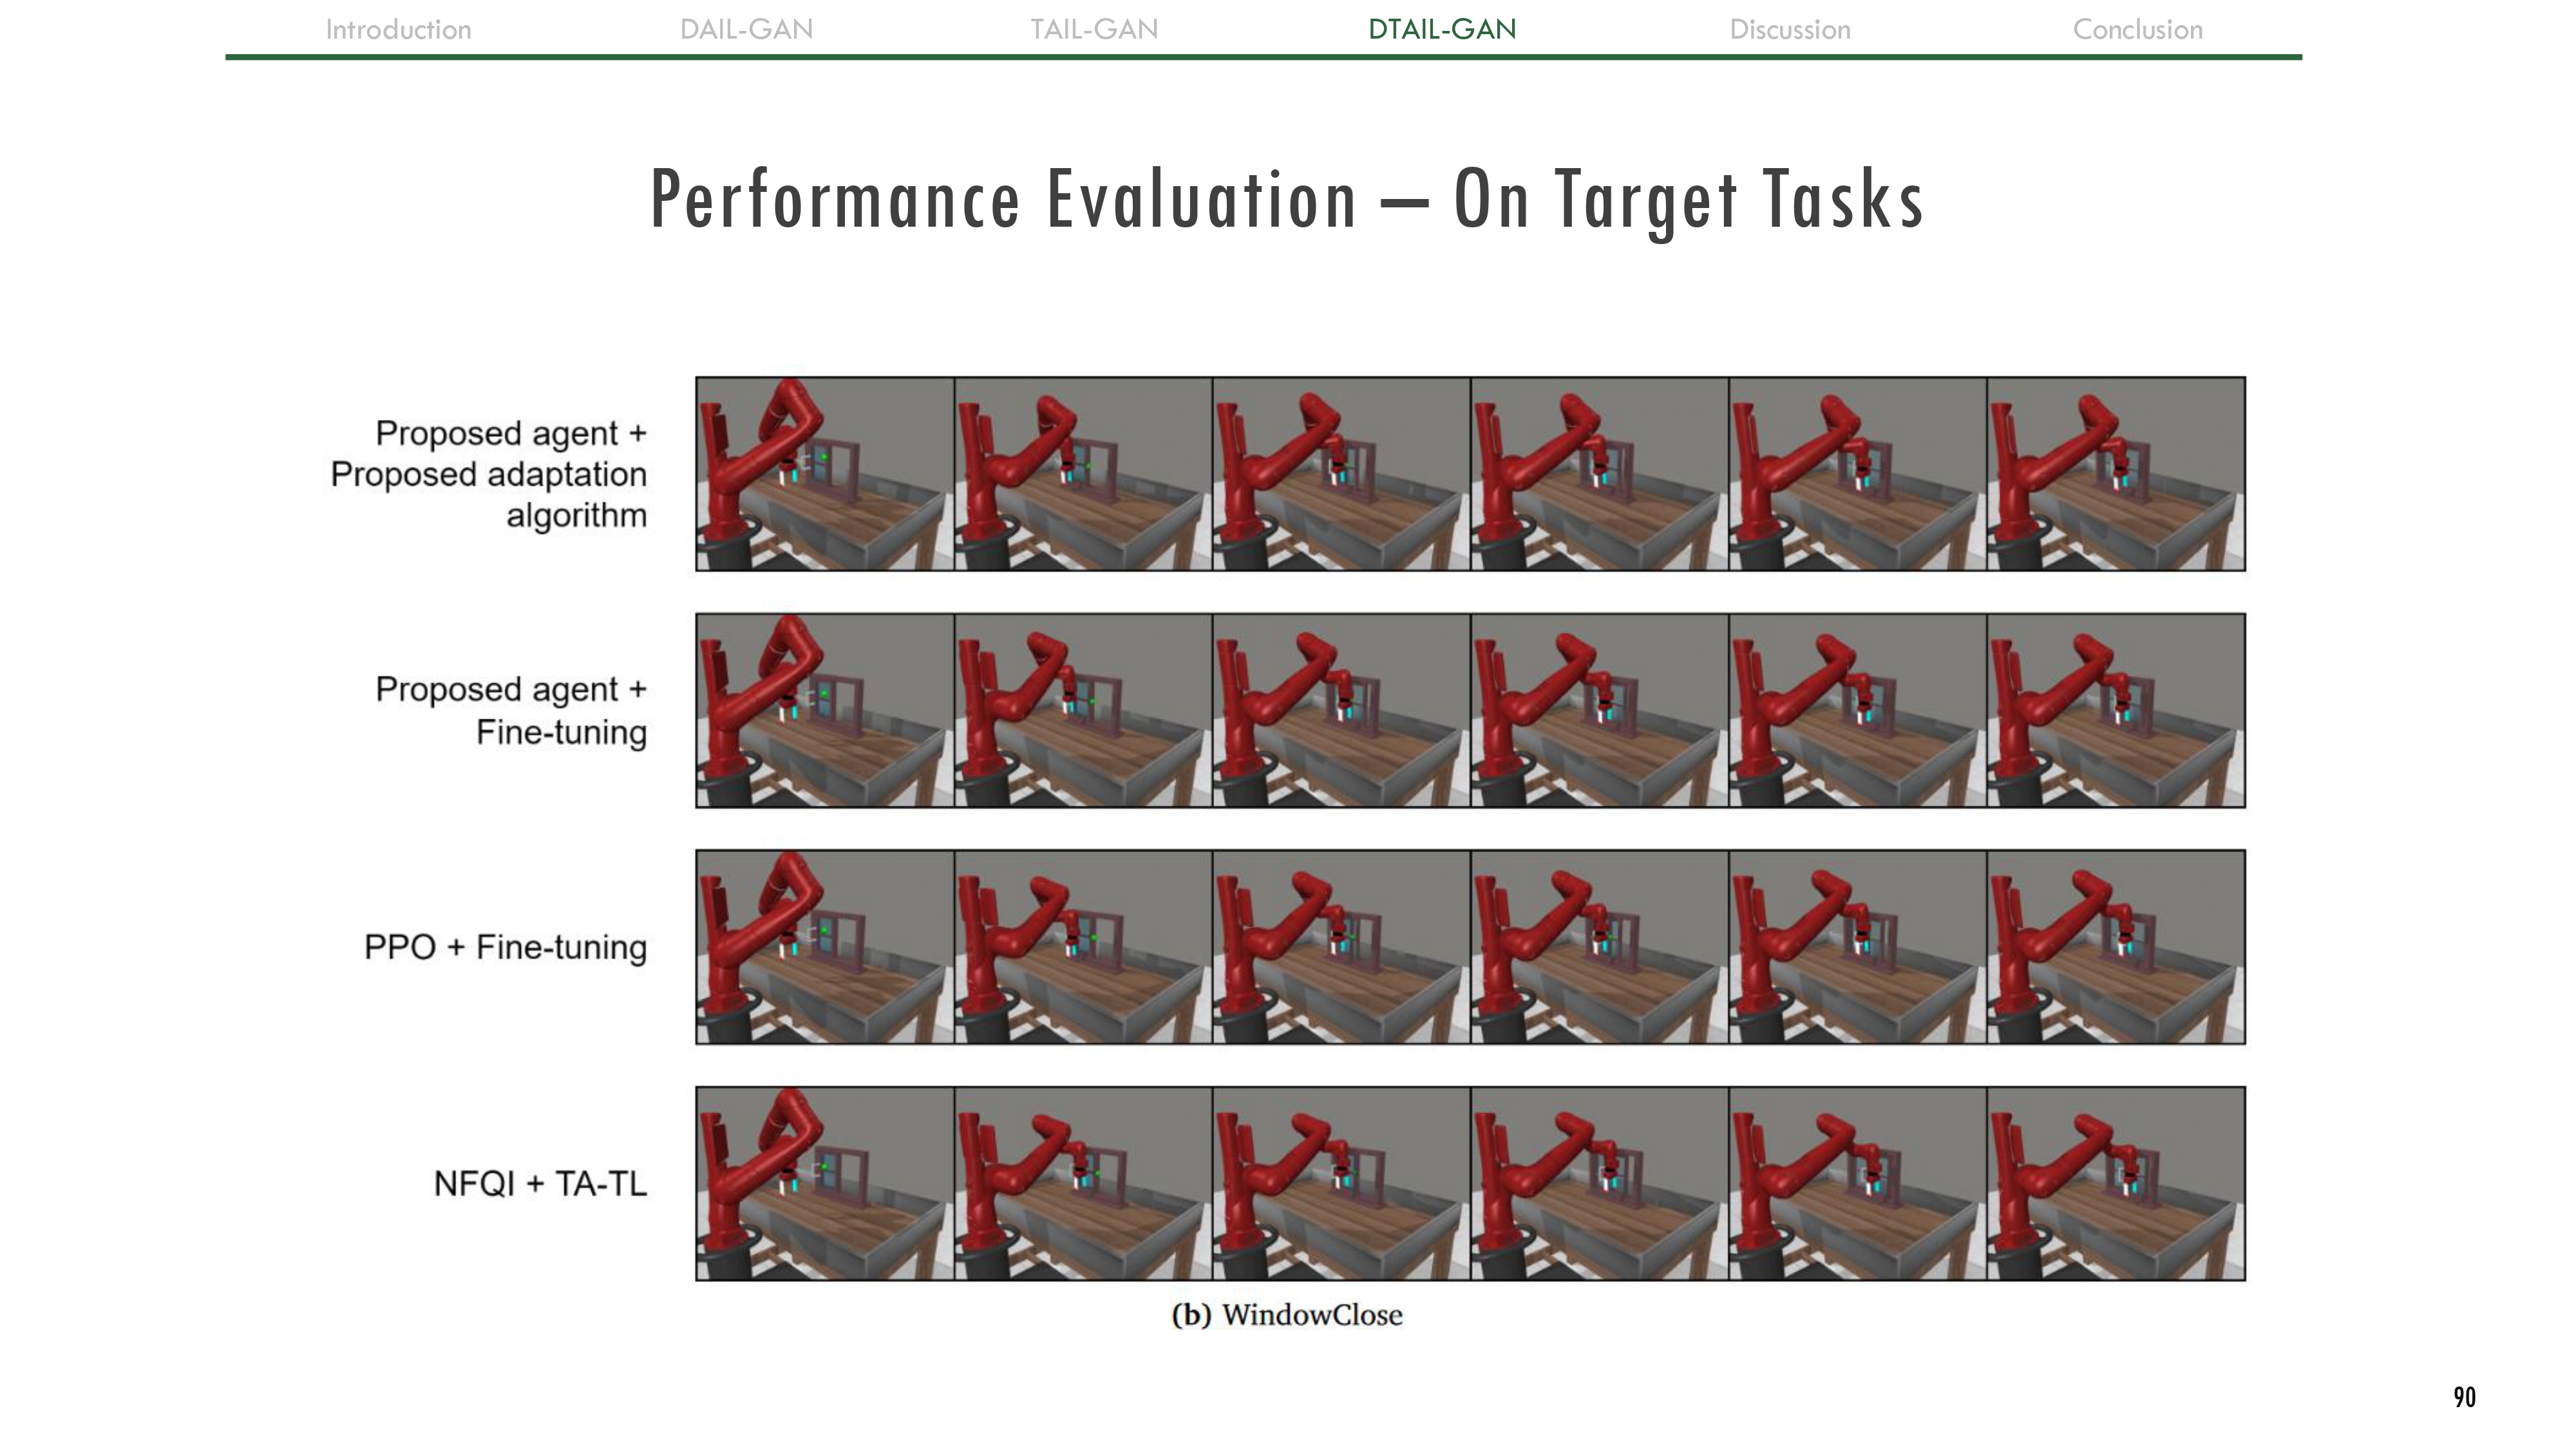 Introduction DAIL-GAN TAIL-GAN DTAIL-GAN Discussion Conclusion
Performance Evaluation – On Target Tasks
Proposed agent +
Proposed adaptation
algorithm
Proposed agent +
Fine-tuning
PPO + Fine-tuning
NFQI + TA-TL
(b) WindowClose
90